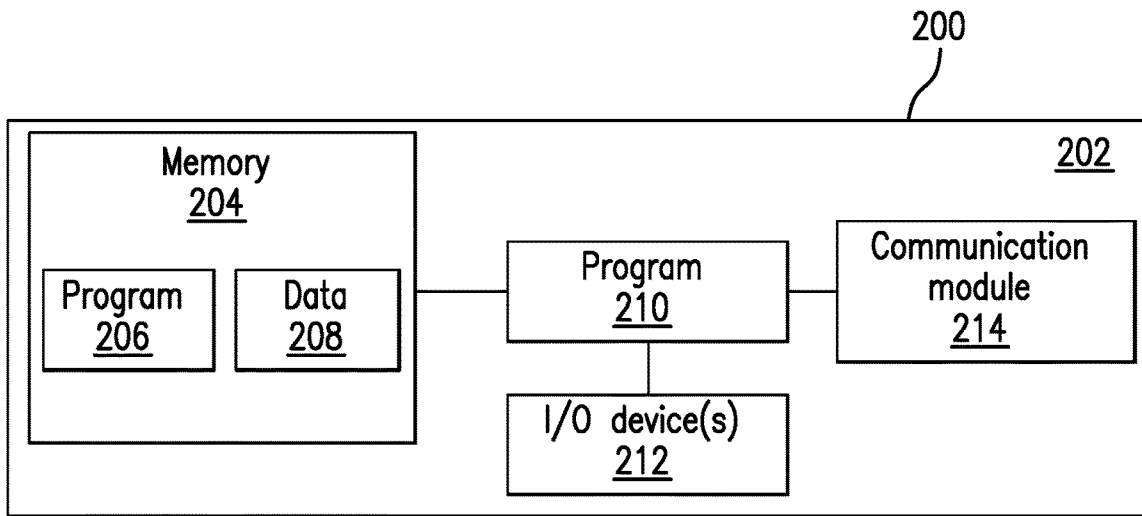 200
202
Memory
204
Program
206
Data
208
Program
210
I/O device(s)
212
Communication
module
214